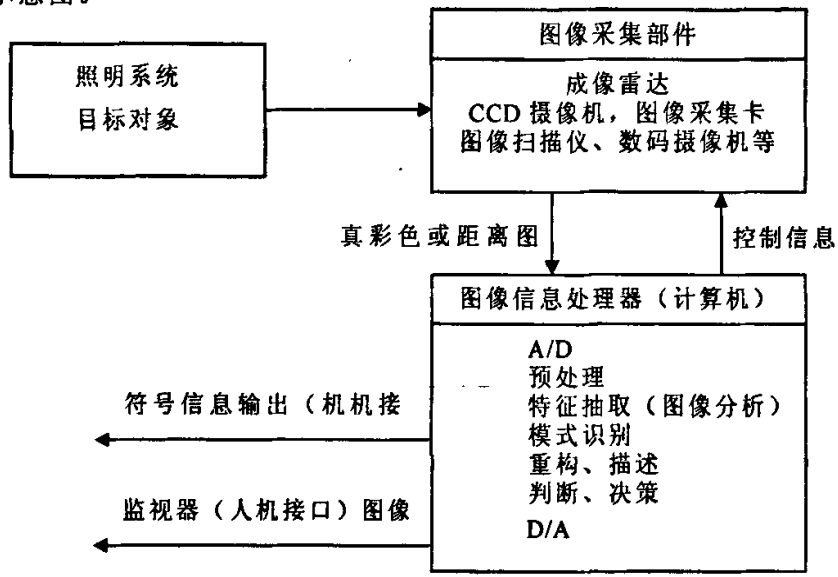 示意图。
照明系统
目标对象
图像采集部件
成像雷达
CCD 摄像机，图像采集卡
图像扫描仪、数码摄像机等
真彩色或距离图
控制信息
图像信息处理器（计算机）
A/D
预处理
特征抽取（图像分析）
模式识别
重构、描述
判断、决策
D/A
符号信息输出（机机接
监视器（人机接口）图像